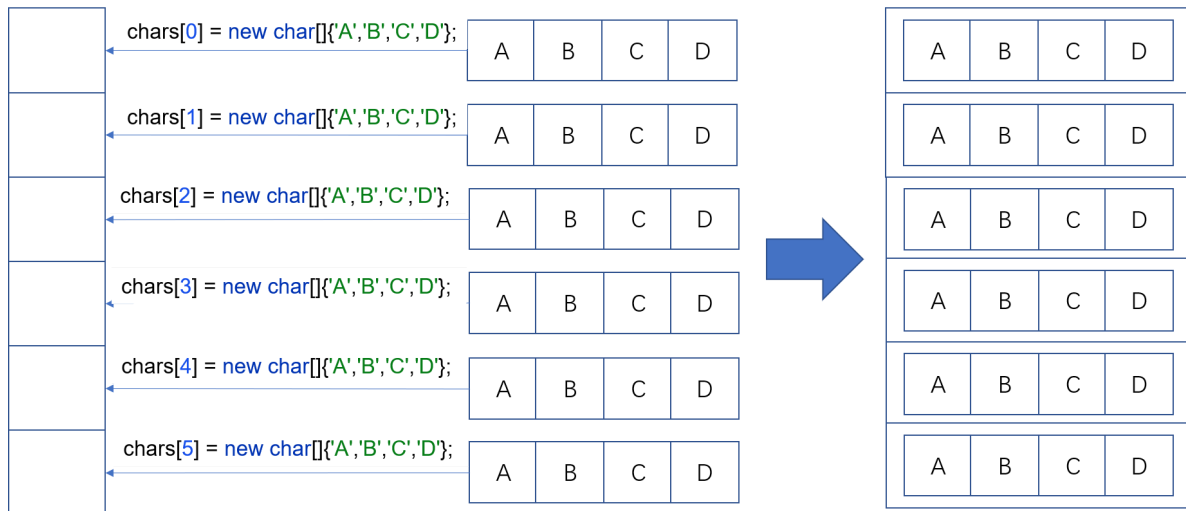 chars[0] = new char[]{'A','B','C','D'}; A B C D A B C D
chars[1] = new char[]{'A','B','C','D'}; A B C D A B C D
chars[2] = new char[]{'A','B','C','D'}; A B C D A B C D
chars[3] = new char[]{'A','B','C','D'}; A B C D A B C D
chars[4] = new char[]{'A','B','C','D'}; A B C D A B C D
chars[5] = new char[]{'A','B','C','D'}; A B C D A B C D